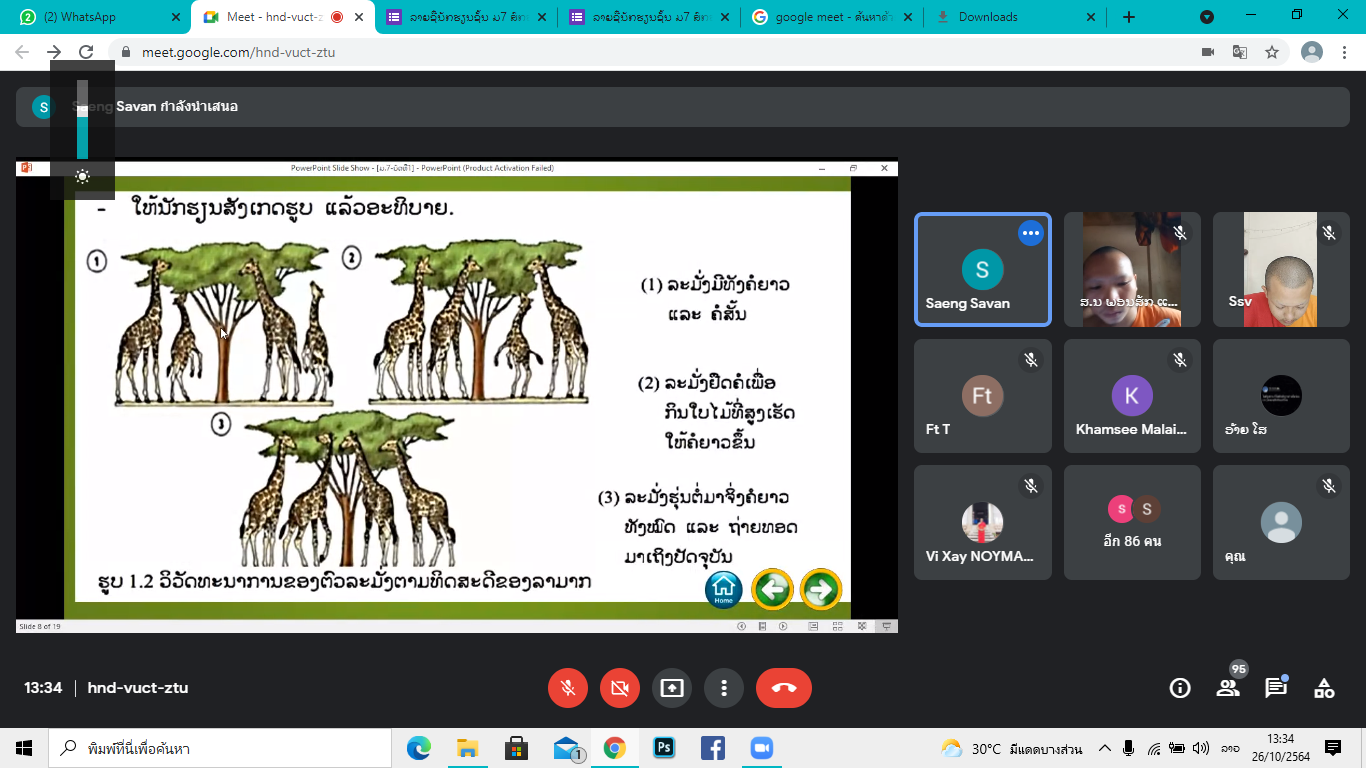 (2) WhatsApp
Meet - hnd-vuct-z
ລາຍຊື່ນັກຮຽນຊັ້ນ ມ7
ລາຍຊື່ນັກຮຽນຊັ້ນ ມ7
google meet - ค้นหาด้ว
Downloads
meet.google.com/hnd-vuct-ztu
S
Saeng Savan กำลังนำเสนอ
PowerPoint Slide Show - [ມ.7-ບົດທີ1] - PowerPoint (Product Activation Failed)
- ໃຫ້ນັກຮຽນສັງເກດຮູບ ແລ້ວອະທິບາຍ.
1
2
3
(1) ລະມັ່ງມີທັງຄໍຍາວ
ແລະ ຄໍສັ້ນ
(2) ລະມັ່ງຢືດຄໍເພື່ອ
ກິນໃບໄມ້ທີ່ສູງເຮັດ
ໃຫ້ຄໍຍາວຂຶ້ນ
(3) ລະມັ່ງຮຸ່ນຕໍ່ມາຈຶ່ງຄໍຍາວ
ທັງໝົດ ແລະ ຖ່າຍທອດ
ມາເຖິງປັດຈຸບັນ
ຮູບ 1.2 ວິວັດທະນາການຂອງຕົວລະມັ່ງຕາມທິດສະດີຂອງລາມາກ
Home
Slide 8 of 19
S
Saeng Savan
ສ.ນ ພອນສັກ ແ...
Ssv
Ft
Ft T
K
Khamsee Malai...
ອ້າຍ ໂສ
Vi Xay NOYMA...
S
S
อีก 86 คน
คุณ
13:34
hnd-vuct-ztu
95
พิมพ์ที่นี่เพื่อค้นหา
1
Ps
30°C มีแดดบางส่วน
ລາວ
13:34
26/10/2564